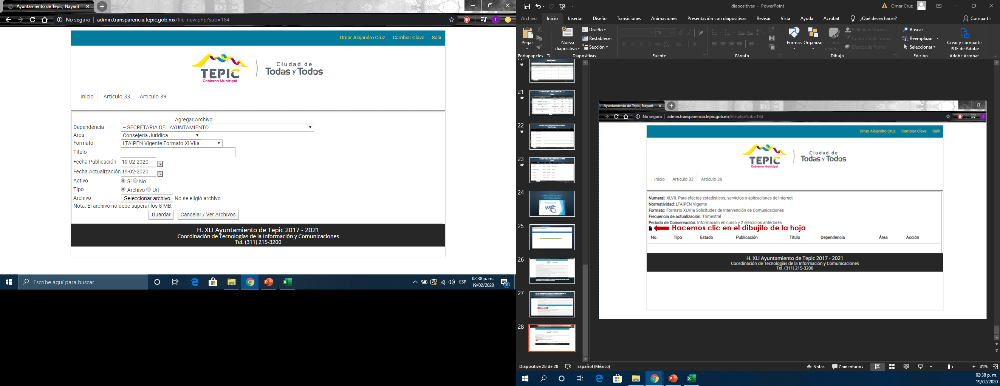 Ayuntamiento de Tepic, Nayarit
No seguro | admin.transparencia.tepic.gob.mx/file-new.php?sub=184
Omar Alejandro Cruz Cambiar Clave Salir
TEPIC
Gobierno Municipal
Ciudad de
Todas y Todos
Inicio Articulo 33 Articulo 39
Agregar Archivo
Dependencia -- SECRETARIA DEL AYUNTAMIENTO
Area Consejeria Jurídica
Formato LTAIPEN Vigente Formato XLVIIa
Titulo
Fecha Publicación 19-02-2020
Fecha Actualización 19-02-2020
Activo Si No
Tipo Archivo Url
Archivo Seleccionar archivo No se eligió archivo
Nota: El archivo no debe superar los 8 MB.
Guardar Cancelar / Ver Archivos
H. XLI Ayuntamiento de Tepic 2017 - 2021
Coordinación de Tecnologías de la Información y Comunicaciones
Tel. (311) 215-3200
Escribe aquí para buscar
ESP
02:38 p. m.
19/02/2020
2
diapositivas - PowerPoint
Omar Cruz
Archivo Inicio Insertar Diseño Transiciones Animaciones Presentación con diapositivas Revisar Vista Ayuda Acrobat ¿Qué desea hacer? Compartir
Pegar
Portapapeles
Nueva
diapositiva
Diseño
Restablecer
Sección
Diapositivas
18
N K S S abc AV Aa A
Fuente
Párrafo
Formas Organizar Estilos
rápidos
Relleno de forma
Contorno de forma
Efectos de forma
Dibujo
Buscar
Reemplazar
Seleccionar
Edición
Crear y compartir
PDF de Adobe
Adobe Acrobat
21
22
23
24
CREACIÓN DE URL´S
(HIPERVÍNCULOS)
link
25
26
27
28
Ayuntamiento de Tepic, Nayarit
No seguro | admin.transparencia.tepic.gob.mx/file.php?sub=184
Omar Alejandro Cruz Cambiar Clave Salir
TEPIC
Gobierno Municipal
Ciudad de
Todas y Todos
Inicio Articulo 33 Articulo 39
Numeral: XLVII. Para efectos estadísticos, servicios o aplicaciones de Internet
Normatividad: LTAIPEN Vigente
Formato: Formato XLVIIa Solicitudes de Intervención de Comunicaciones
Frecuencia de actualización: Trimestral
Periodo de Conservación: Información en curso y 2 ejercicios anteriores
Hacemos clic en el dibujito de la hoja
No. Tipo Estado Publicación Titulo Dependencia Área Acción
H. XLI Ayuntamiento de Tepic 2017 - 2021
Coordinación de Tecnologías de la Información y Comunicaciones
Tel. (311) 215-3200
Diapositiva 28 de 28 Español (México) Notas Comentarios 81%
02:38 p. m.
19/02/2020